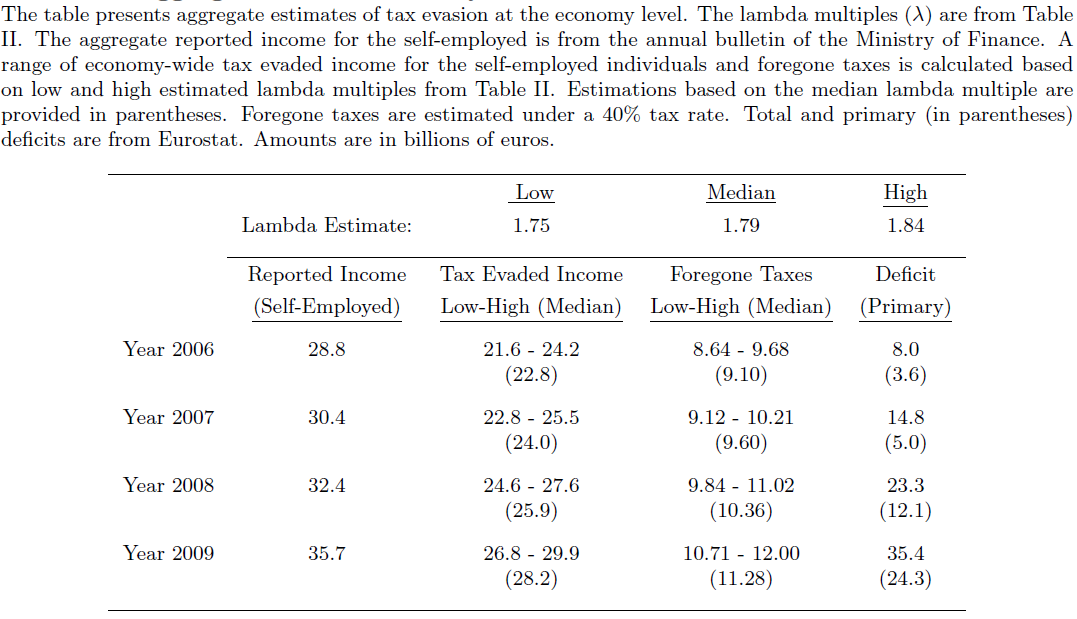 The table presents aggregate estimates of tax evasion at the economy level. The lambda multiples (λ) are from Table
II. The aggregate reported income for the self-employed is from the annual bulletin of the Ministry of Finance. A
range of economy-wide tax evaded income for the self-employed individuals and foregone taxes is calculated based
on low and high estimated lambda multiples from Table II. Estimations based on the median lambda multiple are
provided in parentheses. Foregone taxes are estimated under a 40% tax rate. Total and primary (in parentheses)
deficits are from Eurostat. Amounts are in billions of euros.
Low Median High
Lambda Estimate: 1.75 1.79 1.84
Reported Income Tax Evaded Income Foregone Taxes Deficit
(Self-Employed) Low-High (Median) Low-High (Median) (Primary)
Year 2006 28.8 21.6 - 24.2 8.64 - 9.68 8.0
(22.8) (9.10) (3.6)
Year 2007 30.4 22.8 - 25.5 9.12 - 10.21 14.8
(24.0) (9.60) (5.0)
Year 2008 32.4 24.6 - 27.6 9.84 - 11.02 23.3
(25.9) (10.36) (12.1)
Year 2009 35.7 26.8 - 29.9 10.71 - 12.00 35.4
(28.2) (11.28) (24.3)